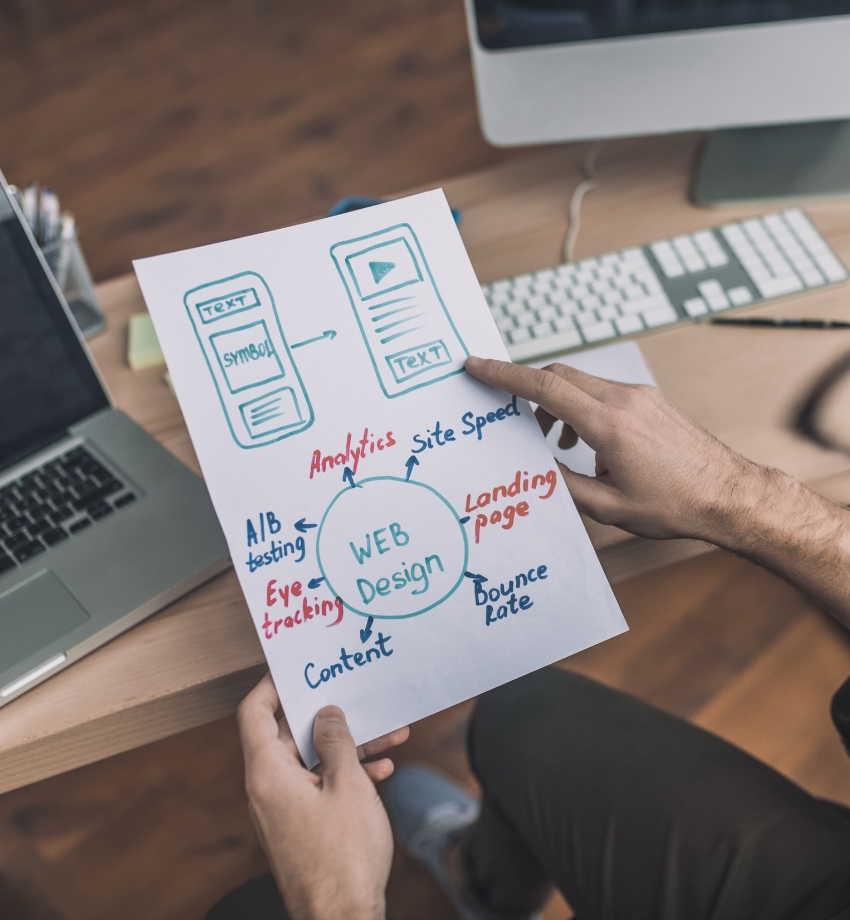 TEXT
SYMBOL
TEXT
Analytics
Site Speed
A/B
testing
WEB
Design
Landing
page
Eye
tracking
Bounce
Rate
Content